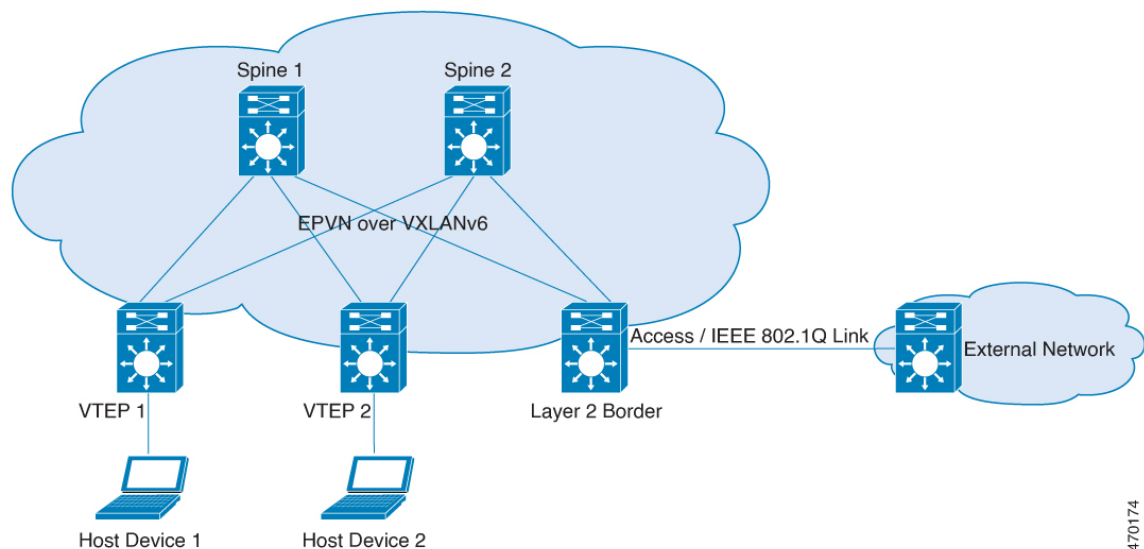 Spine 1
Spine 2
EPVN over VXLANv6
Access / IEEE 802.1Q Link
External Network
VTEP 1
VTEP 2
Layer 2 Border
Host Device 1
Host Device 2
470174